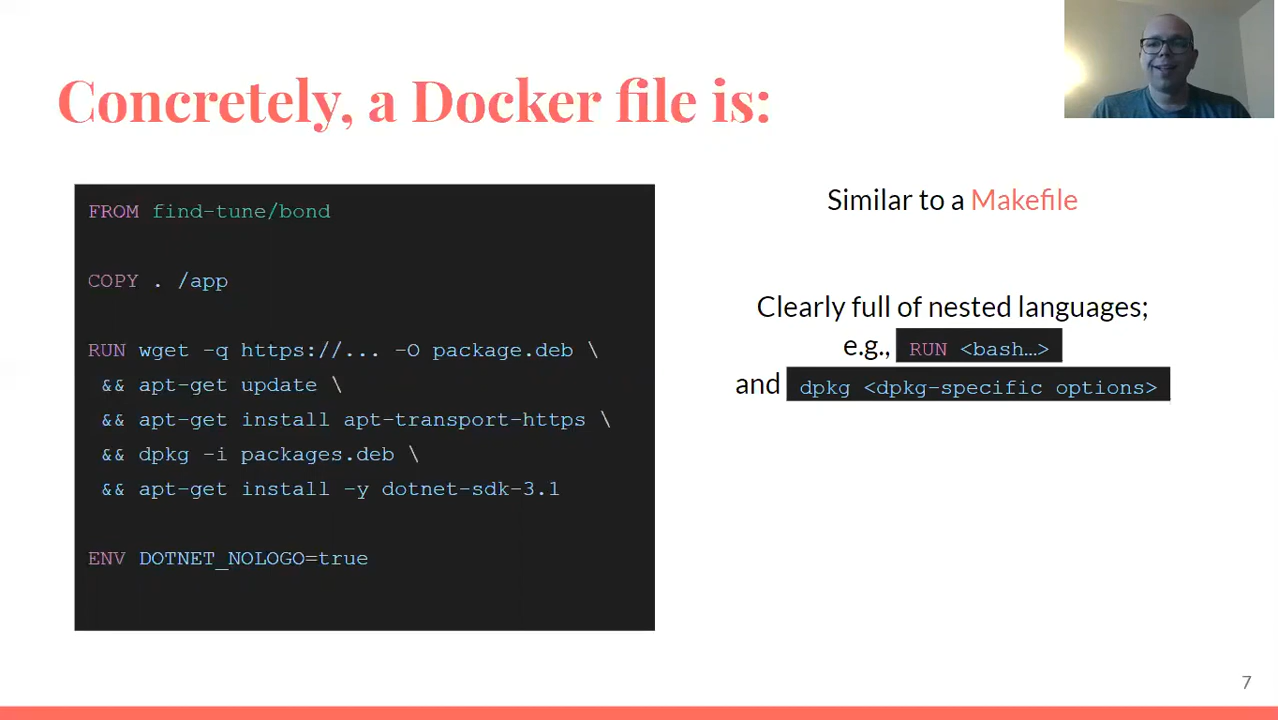 Concretely, a Docker file is:
FROM find-tune/bond
COPY . /app
RUN wget -q https://... -O package.deb \
&& apt-get update \
&& apt-get install apt-transport-https \
&& dpkg -i packages.deb \
&& apt-get install -y dotnet-sdk-3.1
ENV DOTNET_NOLOGO=true
Similar to a Makefile
Clearly full of nested languages;
e.g., RUN <bash…>
and dpkg <dpkg-specific options>
7